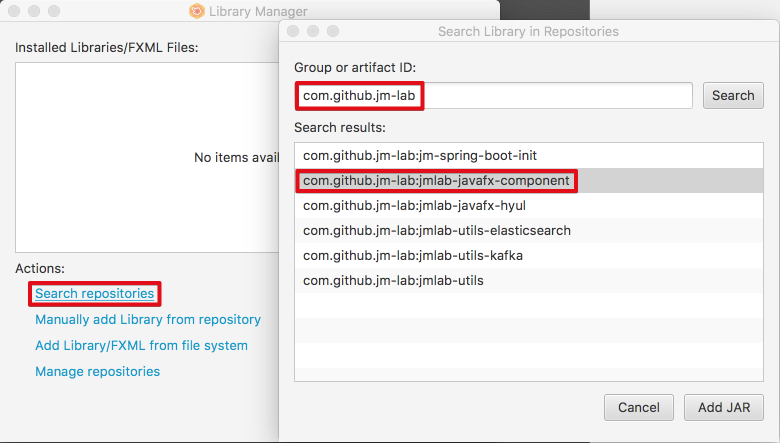 Library Manager
Installed Libraries/FXML Files:
No items avail
Actions:
Search repositories
Manually add Library from repository
Add Library/FXML from file system
Manage repositories
Search Library in Repositories
Group or artifact ID:
com.github.jm-lab
Search
Search results:
com.github.jm-lab:jm-spring-boot-init
com.github.jm-lab:jmlab-javafx-component
com.github.jm-lab:jmlab-javafx-hyul
com.github.jm-lab:jmlab-utils-elasticsearch
com.github.jm-lab:jmlab-utils-kafka
com.github.jm-lab:jmlab-utils
Cancel
Add JAR